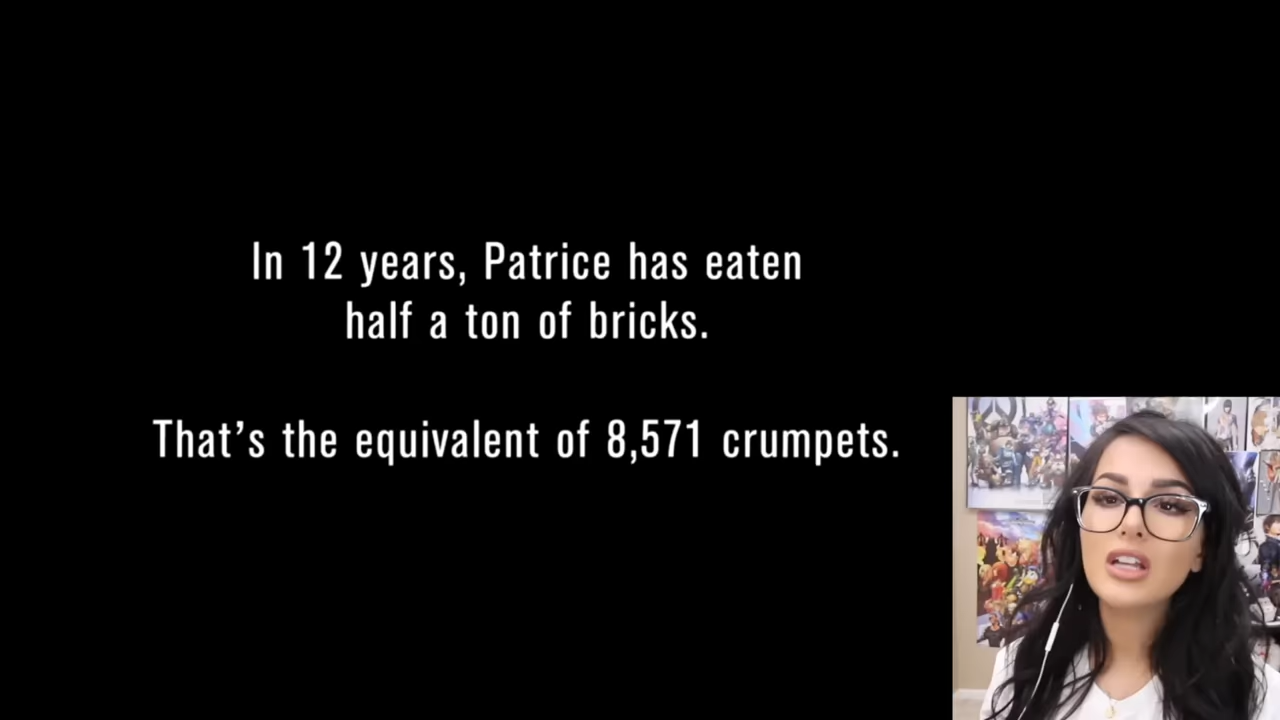 In 12 years, Patrice has eaten
half a ton of bricks.
That's the equivalent of 8,571 crumpets.